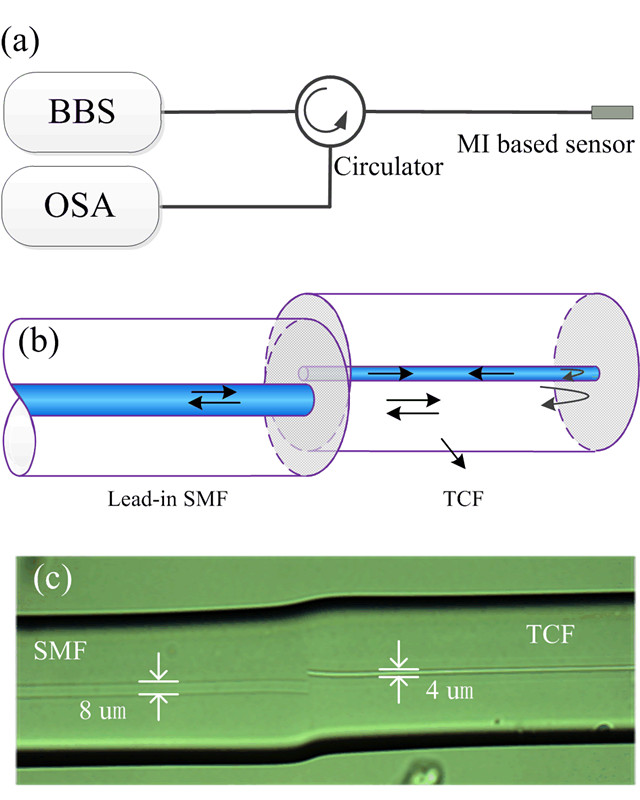 (a)
BBS
MI based sensor
Circulator
OSA
(b)
Lead-in SMF
TCF
(c)
SMF
TCF
8 um
4 um